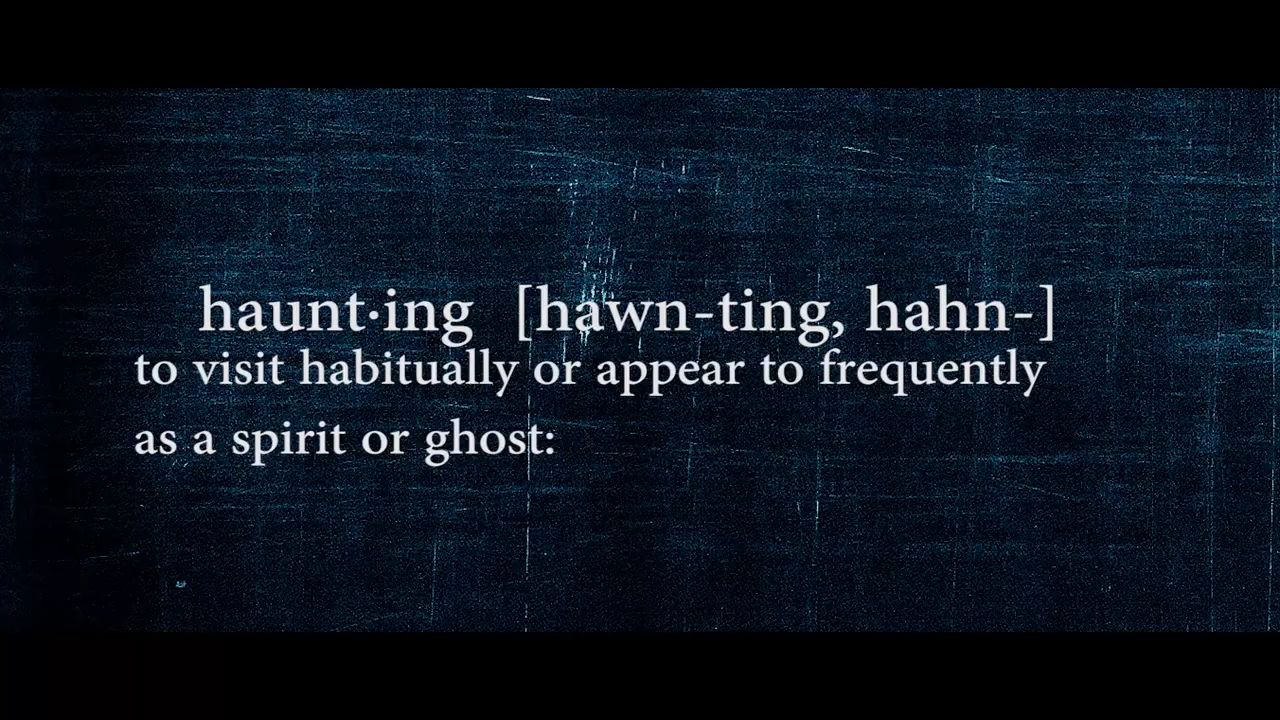 haunt·ing [hawn-ting, hahn-]
to visit habitually or appear to frequently
as a spirit or ghost: